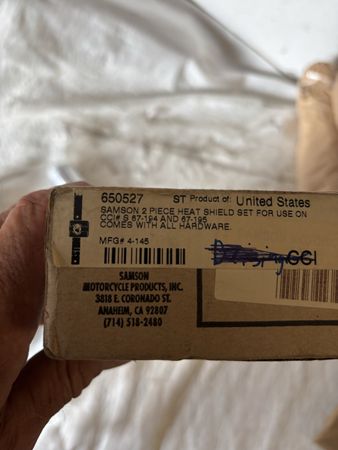 650527 ST Product of: United States
SAMSON 2 PIECE HEAT SHIELD SET FOR USE ON
CCI# S 67-194 AND 67-195
COMES WITH ALL HARDWARE.
MFG# 4-145
CCI
SAMSON
MOTORCYCLE PRODUCTS, INC.
3818 E. CORONADO ST.
ANAHEIM, CA 92807
(714) 518-2480